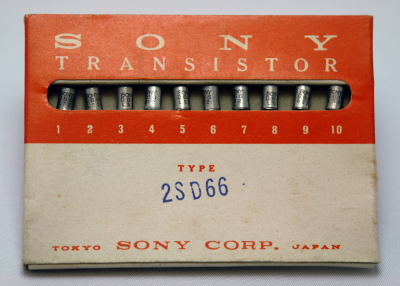 SONY
TRANSISTOR
1 2 3 4 5 6 7 8 9 10
TYPE
2SD66
TOKYO SONY CORP. JAPAN